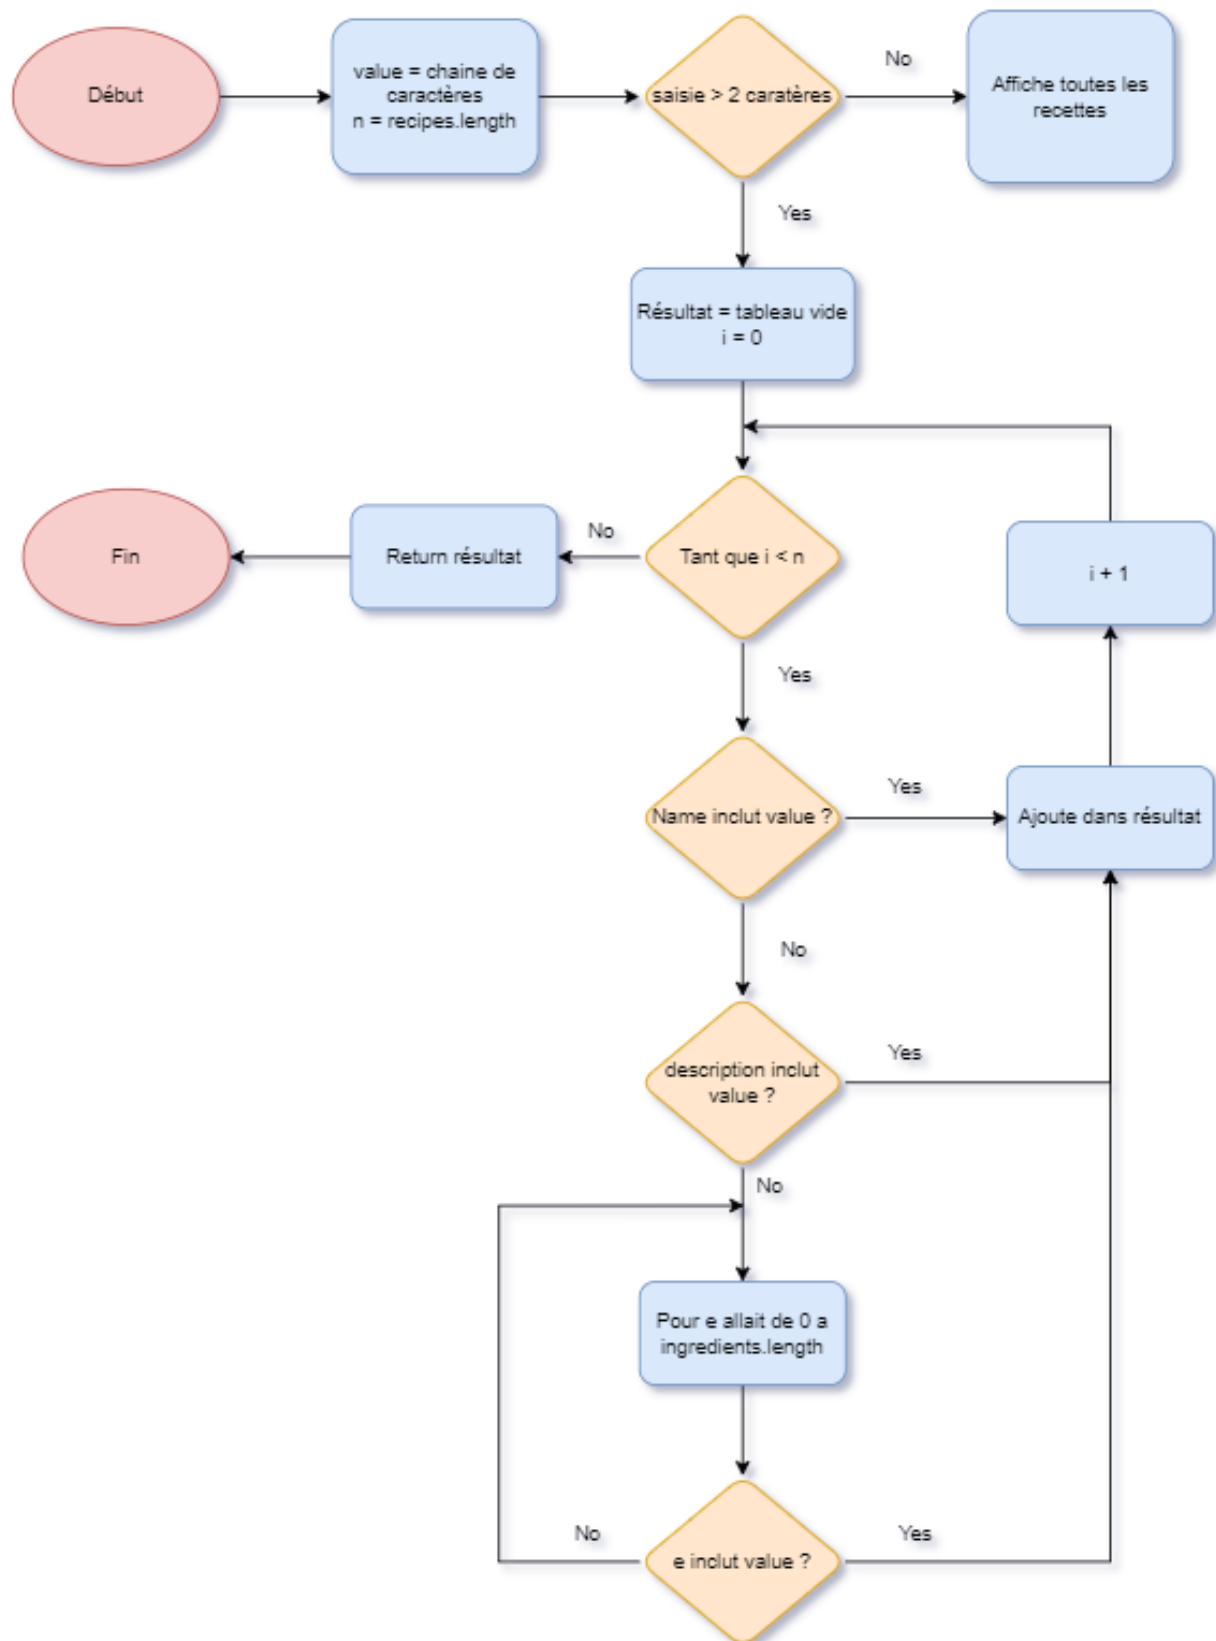 Début
value = chaine de
caractères
n = recipes.length
saisie > 2 caratères
No
Affiche toutes les
recettes
Yes
Résultat = tableau vide
i = 0
Fin
Return résultat
No
Tant que i < n
i + 1
Yes
Name inclut value ?
Yes
Ajoute dans résultat
No
description inclut
value ?
Yes
No
Pour e allait de 0 a
ingredients.length
No
e inclut value ?
Yes